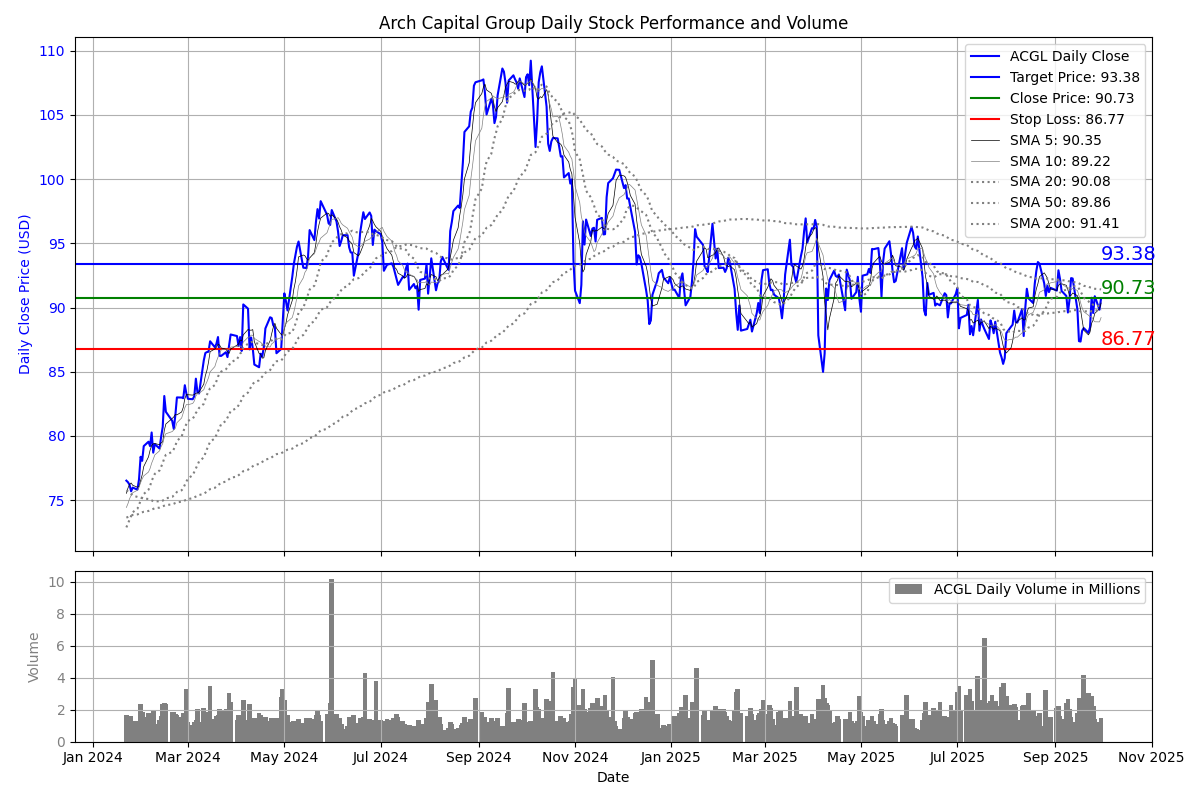 Arch Capital Group Daily Stock Performance and Volume
Daily Close Price (USD)
110
105
100
95
90
85
80
75
ACGL Daily Close
Target Price: 93.38
Close Price: 90.73
Stop Loss: 86.77
SMA 5: 90.35
SMA 10: 89.22
SMA 20: 90.08
SMA 50: 89.86
SMA 200: 91.41
93.38
90.73
86.77
Volume
10
8
6
4
2
0
ACGL Daily Volume in Millions
Jan 2024 Mar 2024 May 2024 Jul 2024 Sep 2024 Nov 2024 Jan 2025 Mar 2025 May 2025 Jul 2025 Sep 2025 Nov 2025
Date